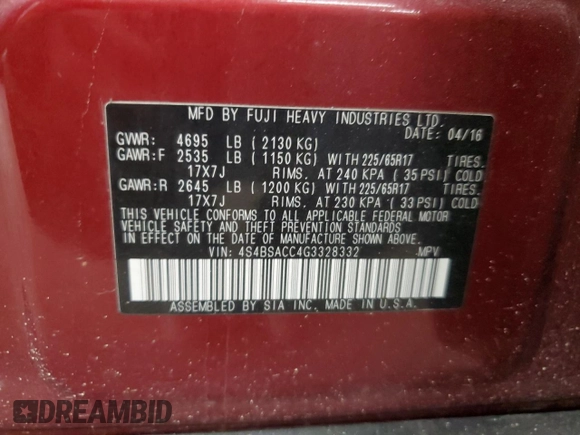 MFD BY FUJI HEAVY INDUSTRIES LTD.
DATE: 04/16
GVWR: 4695 LB ( 2130 KG)
GAWR:F 2535 LB ( 1150 KG) WITH 225/65R17 TIRES.
17X7J RIMS. AT 240 KPA ( 35 PSI) COLD
GAWR:R 2645 LB ( 1200 KG) WITH 225/65R17 TIRES.
17X7J RIMS. AT 230 KPA ( 33 PSI) COLD
THIS VEHICLE CONFORMS TO ALL APPLICABLE FEDERAL MOTOR
VEHICLE SAFETY AND THEFT PREVENTION STANDARDS
IN EFFECT ON THE DATE OF MANUFACTURE SHOWN ABOVE.
VIN: 4S4BSACC4G3328332 MPV
ASSEMBLED BY SIA INC. MADE IN U.S.A.
DREAMBID